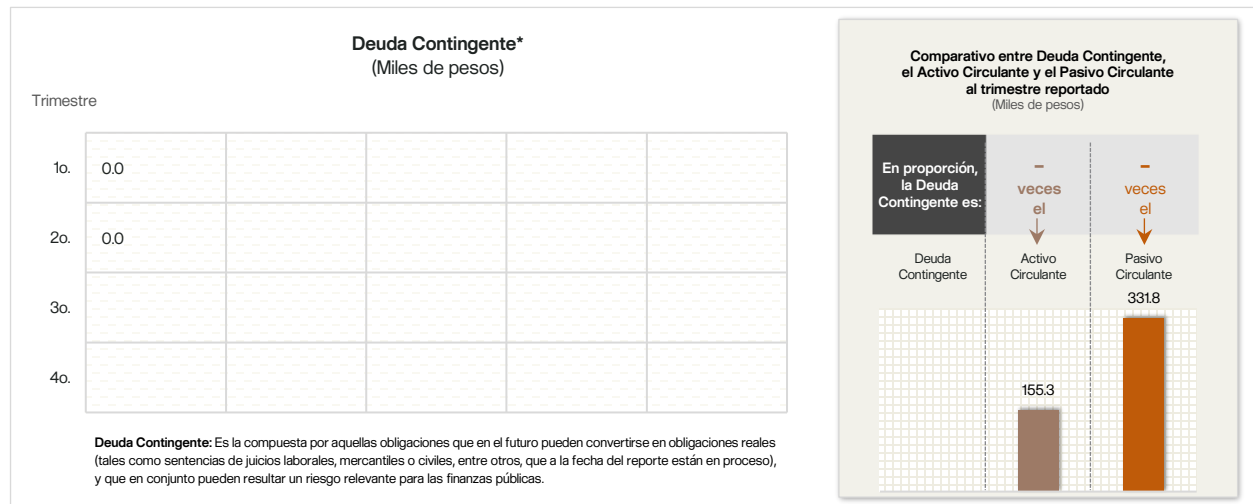 Deuda Contingente*
(Miles de pesos)
Trimestre
1o. 0.0
2o. 0.0
3o.
4o.
Deuda Contingente: Es la compuesta por aquellas obligaciones que en el futuro pueden convertirse en obligaciones reales
(tales como sentencias de juicios laborales, mercantiles o civiles, entre otros, que a la fecha del reporte están en proceso),
y que en conjunto pueden resultar un riesgo relevante para las finanzas públicas.
Comparativo entre Deuda Contingente,
el Activo Circulante y el Pasivo Circulante
al trimestre reportado
(Miles de pesos)
En proporción,
la Deuda
Contingente es:
–
veces
el
–
veces
el
Deuda
Contingente
Activo
Circulante
Pasivo
Circulante
155.3
331.8